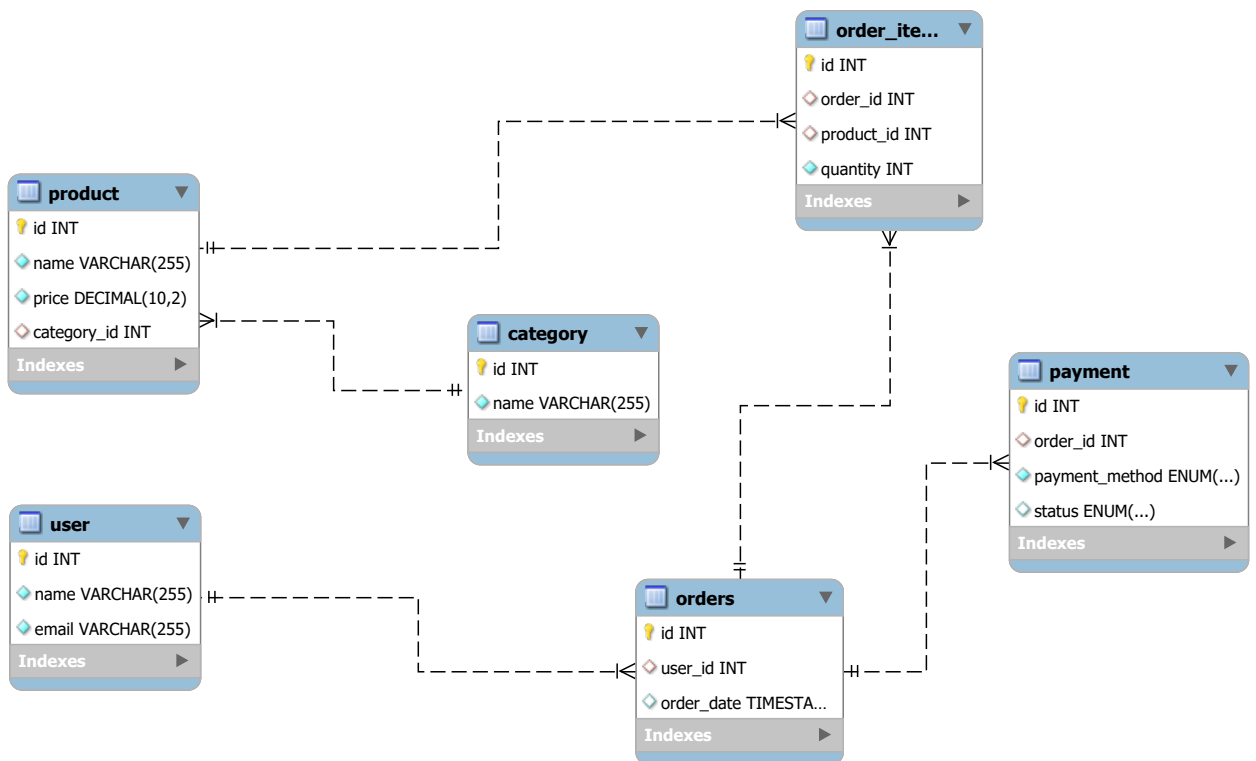 order_ite...
id INT
order_id INT
product_id INT
quantity INT
Indexes
product
id INT
name VARCHAR(255)
price DECIMAL(10,2)
category_id INT
Indexes
category
id INT
name VARCHAR(255)
Indexes
payment
id INT
order_id INT
payment_method ENUM(...)
status ENUM(...)
Indexes
user
id INT
name VARCHAR(255)
email VARCHAR(255)
Indexes
orders
id INT
user_id INT
order_date TIMESTA...
Indexes